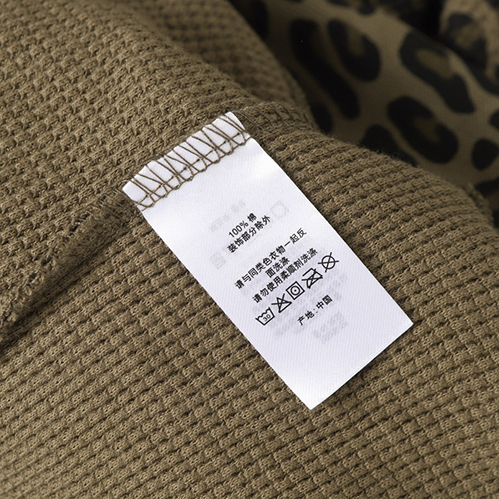 100% 棉
装饰部分除外
请与同类色衣物一起反
面洗涤
请勿使用柔顺剂洗涤
30
产地: 中国